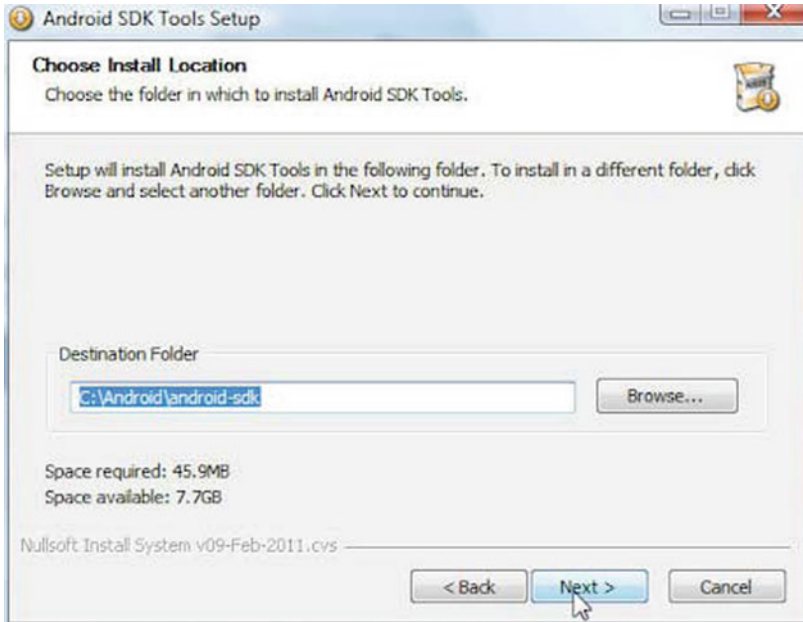 Android SDK Tools Setup
Choose Install Location
Choose the folder in which to install Android SDK Tools.
Setup will install Android SDK Tools in the following folder. To install in a different folder, click
Browse and select another folder. Click Next to continue.
Destination Folder
C:\Android\android-sdk
Browse...
Space required: 45.9MB
Space available: 7.7GB
Nullsoft Install System v09-Feb-2011.cvs
< Back Next > Cancel